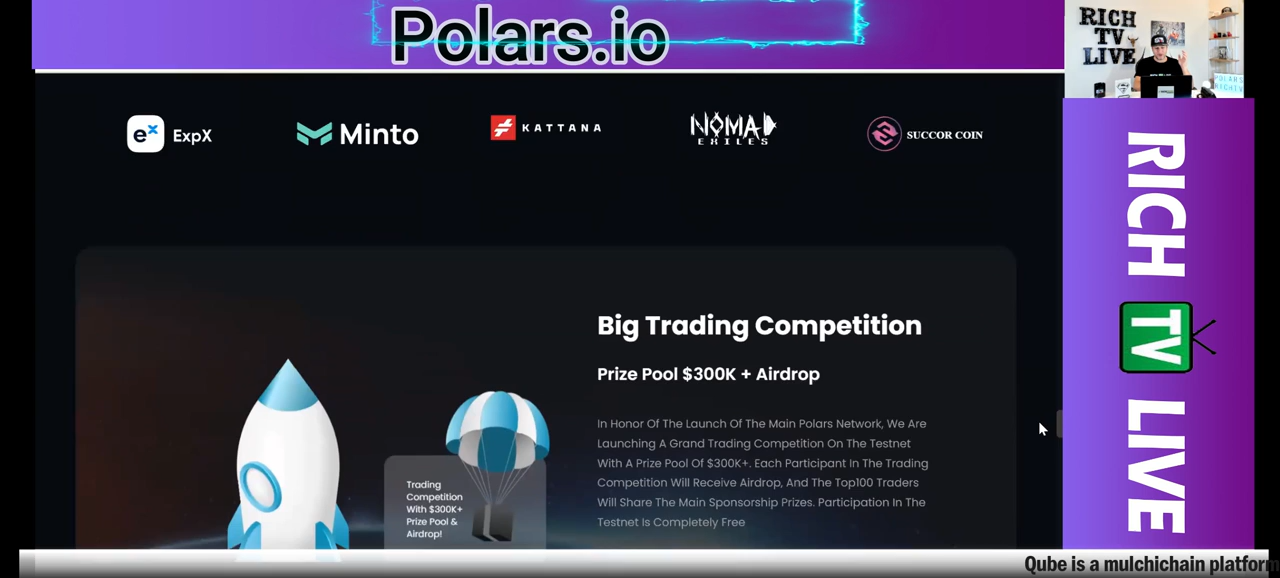 Polars.io
RICH
TV
LIVE
ex ExpX
Minto
KATTANA
NOMAD
EXILES
SUCCOR COIN
Big Trading Competition
Prize Pool $300K + Airdrop
In Honor Of The Launch Of The Main Polars Network, We Are
Launching A Grand Trading Competition On The Testnet
With A Prize Pool Of $300K+. Each Participant In The Trading
Competition Will Receive Airdrop, And The Top100 Traders
Will Share The Main Sponsorship Prizes. Participation In The
Testnet Is Completely Free
Trading
Competition
With $300K+
Prize Pool &
Airdrop!
RICH TV LIVE
Qube is a mulchichain platform